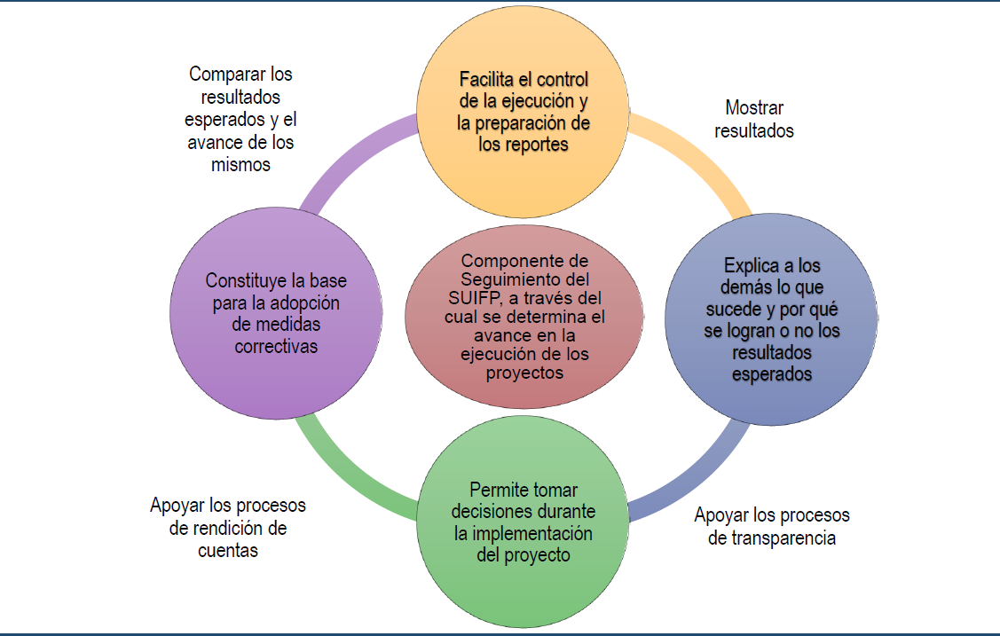 Facilita el control
de la ejecución y
la preparación de
los reportes
Comparar los
resultados
esperados y el
avance de los
mismos
Mostrar
resultados
Constituye la base
para la adopción
de medidas
correctivas
Componente de
Seguimiento del
SUIFP, a través del
cual se determina el
avance en la
ejecución de los
proyectos
Explica a los
demás lo que
sucede y por qué
se logran o no los
resultados
esperados
Permite tomar
decisiones durante
la implementación
del proyecto
Apoyar los procesos
de rendición de
cuentas
Apoyar los procesos
de transparencia